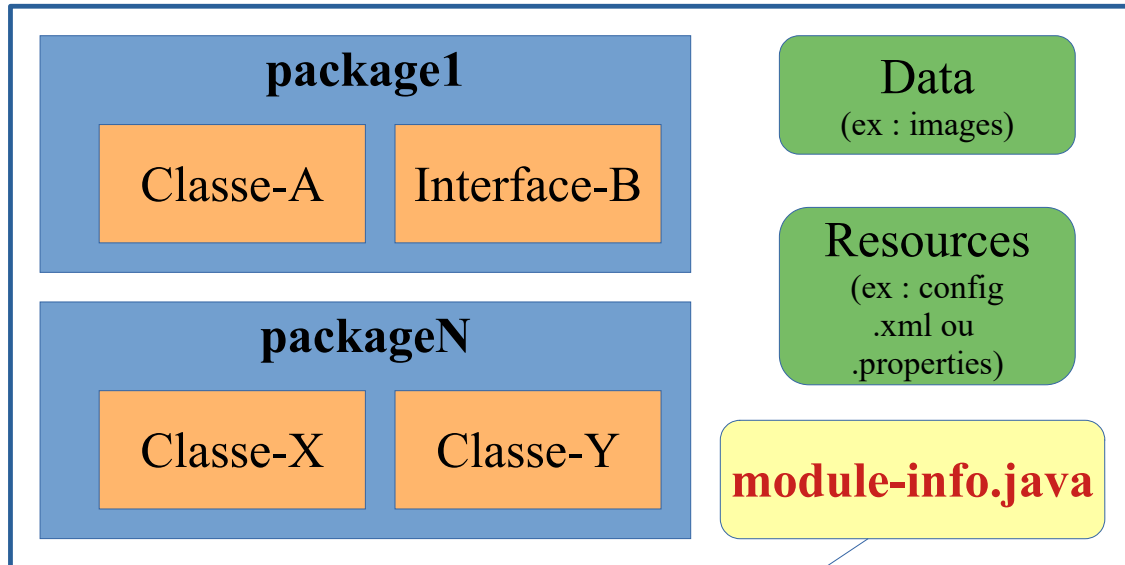 package1
Classe-A
Interface-B
packageN
Classe-X
Classe-Y
Data
(ex : images)
Resources
(ex : config
.xml ou
.properties)
module-info.java